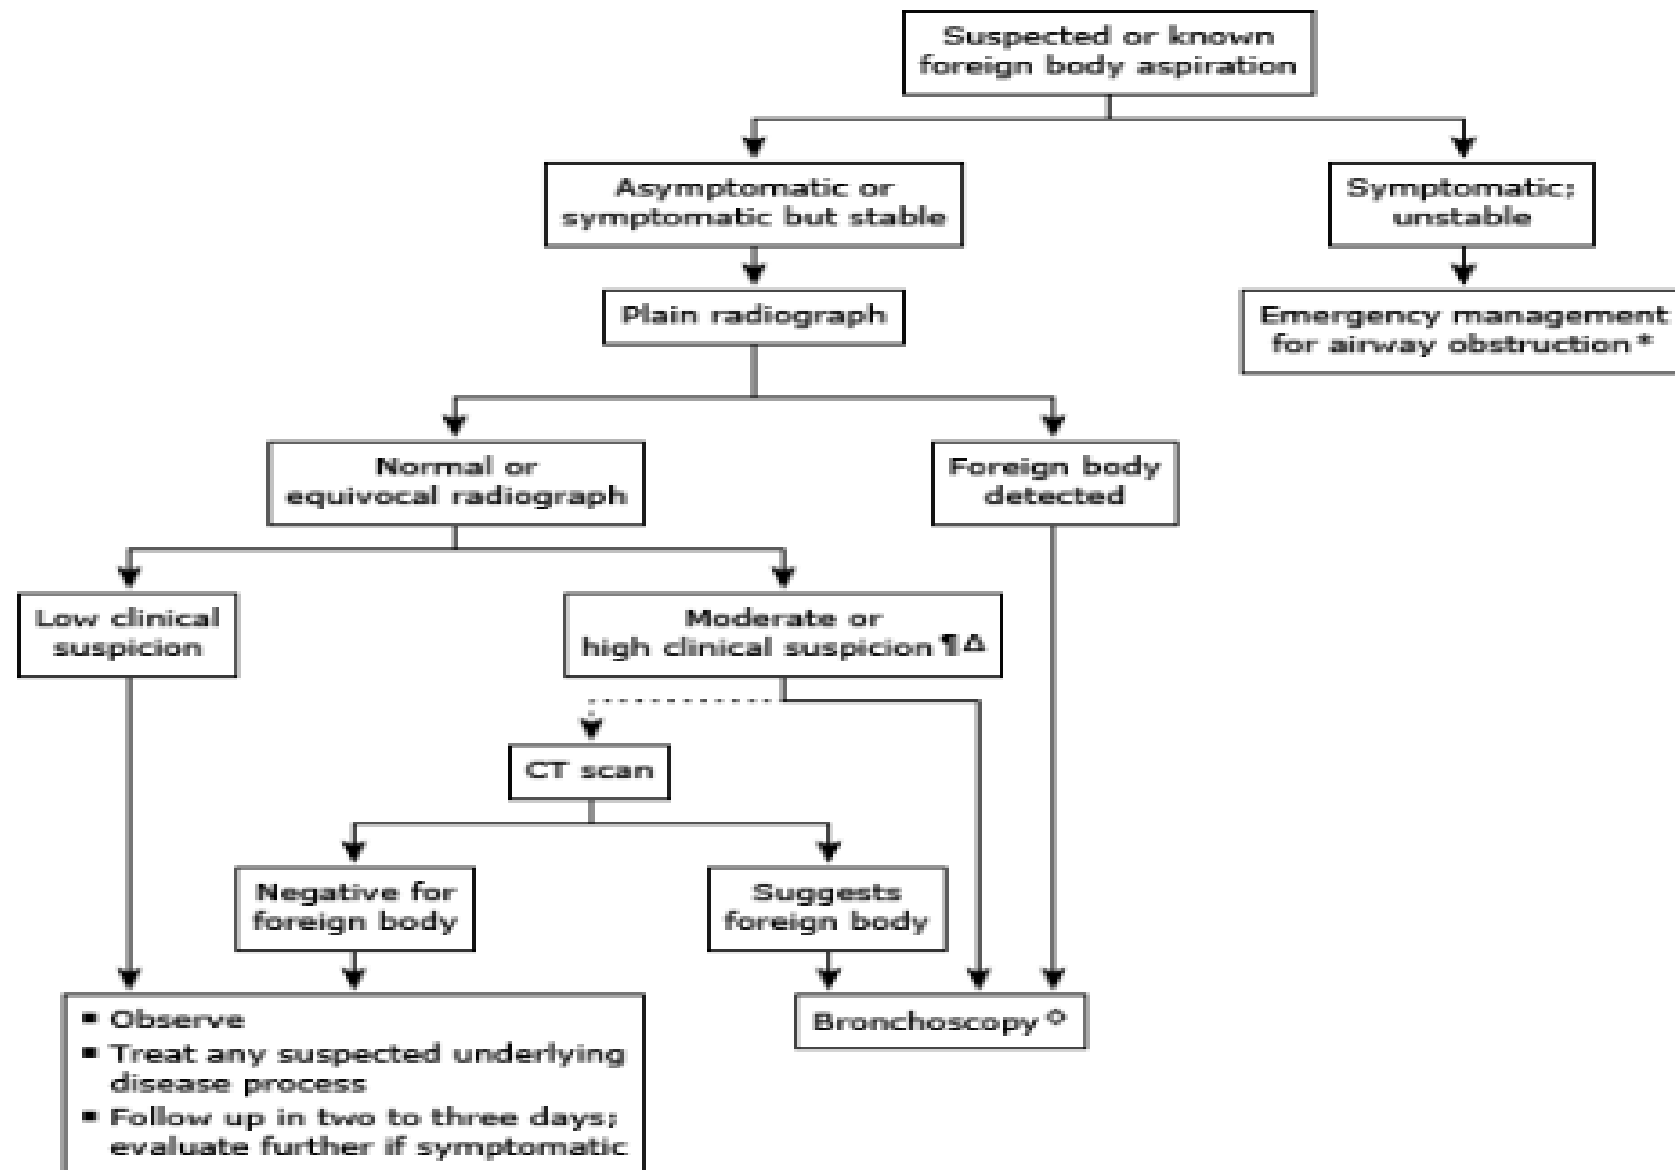 Suspected or known
foreign body aspiration
Asymptomatic or
symptomatic but stable
Symptomatic;
unstable
Plain radiograph
Emergency management
for airway obstruction*
Normal or
equivocal radiograph
Foreign body
detected
Low clinical
suspicion
Moderate or
high clinical suspicion¶Δ
CT scan
Negative for
foreign body
Suggests
foreign body
▪ Observe
▪ Treat any suspected underlying
disease process
▪ Follow up in two to three days;
evaluate further if symptomatic
Bronchoscopy◊